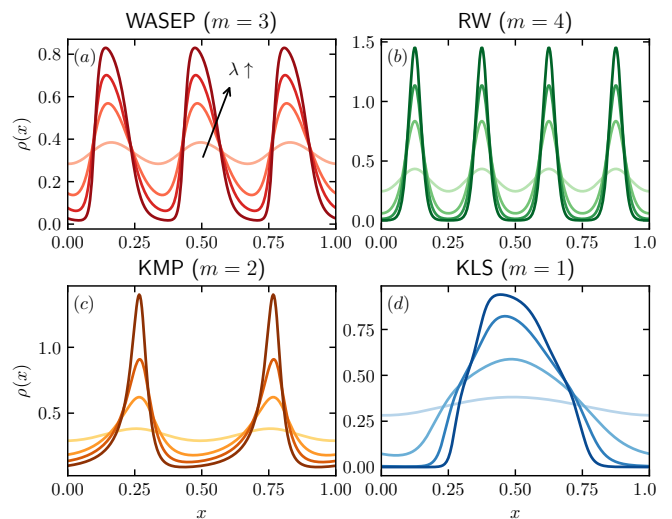 WASEP (m = 3)
(a)
λ ↑
ρ(x)
0.8
0.6
0.4
0.2
0.0
0.00 0.25 0.50 0.75 1.00
RW (m = 4)
(b)
1.5
1.0
0.5
0.0
0.00 0.25 0.50 0.75 1.00
KMP (m = 2)
(c)
ρ(x)
1.0
0.5
0.00 0.25 0.50 0.75 1.00
x
KLS (m = 1)
(d)
0.75
0.50
0.25
0.00
0.00 0.25 0.50 0.75 1.00
x